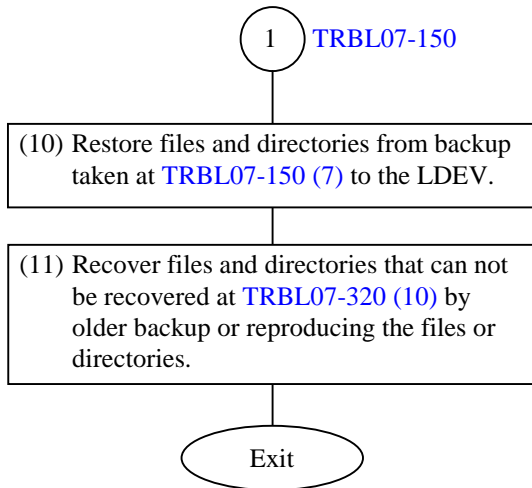 1 TRBL07-150
(10) Restore files and directories from backup
taken at TRBL07-150 (7) to the LDEV.
(11) Recover files and directories that can not
be recovered at TRBL07-320 (10) by
older backup or reproducing the files or
directories.
Exit